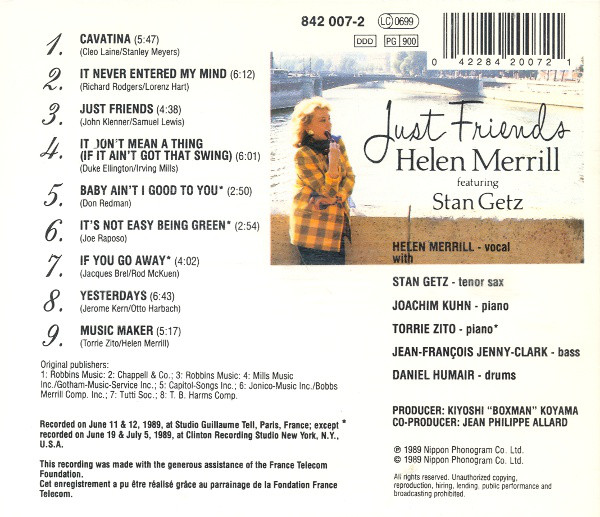 842 007-2 LC 0699
DDD PG 900
0 42284 20072 1
1. CAVATINA (5:47)
(Cleo Laine/Stanley Meyers)
2. IT NEVER ENTERED MY MIND (6:12)
(Richard Rodgers/Lorenz Hart)
3. JUST FRIENDS (4:38)
(John Klenner/Samuel Lewis)
4. IT DON'T MEAN A THING
(IF IT AIN'T GOT THAT SWING) (6:01)
(Duke Ellington/Irving Mills)
5. BABY AIN'T I GOOD TO YOU* (2:50)
(Don Redman)
6. IT'S NOT EASY BEING GREEN* (2:54)
(Joe Raposo)
7. IF YOU GO AWAY* (4:02)
(Jacques Brel/Rod McKuen)
8. YESTERDAYS (6:43)
(Jerome Kern/Otto Harbach)
9. MUSIC MAKER (5:17)
(Torrie Zito/Helen Merrill)
Original publishers:
1: Robbins Music: 2: Chappell & Co.; 3: Robbins Music: 4: Mills Music
Inc./Gotham-Music-Service Inc.; 5: Capitol-Songs Inc.; 6: Jonico-Music Inc/Bobbs
Merrill Comp. Inc.; 7: Tutti Soc.; 8: T. B. Harms Comp.
Recorded on June 11 & 12, 1989, at Studio Guillaume Tell, Paris, France; except *
recorded on June 19 & July 5, 1989, at Clinton Recording Studio New York, N.Y.,
U.S.A.
This recording was made with the generous assistance of the France Telecom
Foundation.
Cet enregistrement a pu être réalisé grâce au parrainage de la Fondation France
Telecom.
Just Friends
Helen Merrill
featuring
Stan Getz
HELEN MERRILL - vocal
with
STAN GETZ - tenor sax
JOACHIM KUHN - piano
TORRIE ZITO - piano*
JEAN-FRANÇOIS JENNY-CLARK - bass
DANIEL HUMAIR - drums
PRODUCER: KIYOSHI "BOXMAN" KOYAMA
CO-PRODUCER: JEAN PHILIPPE ALLARD
℗ 1989 Nippon Phonogram Co. Ltd.
© 1989 Nippon Phonogram Co. Ltd.
All rights reserved. Unauthorized copying,
reproduction, hiring, lending, public performance and
broadcasting prohibited.